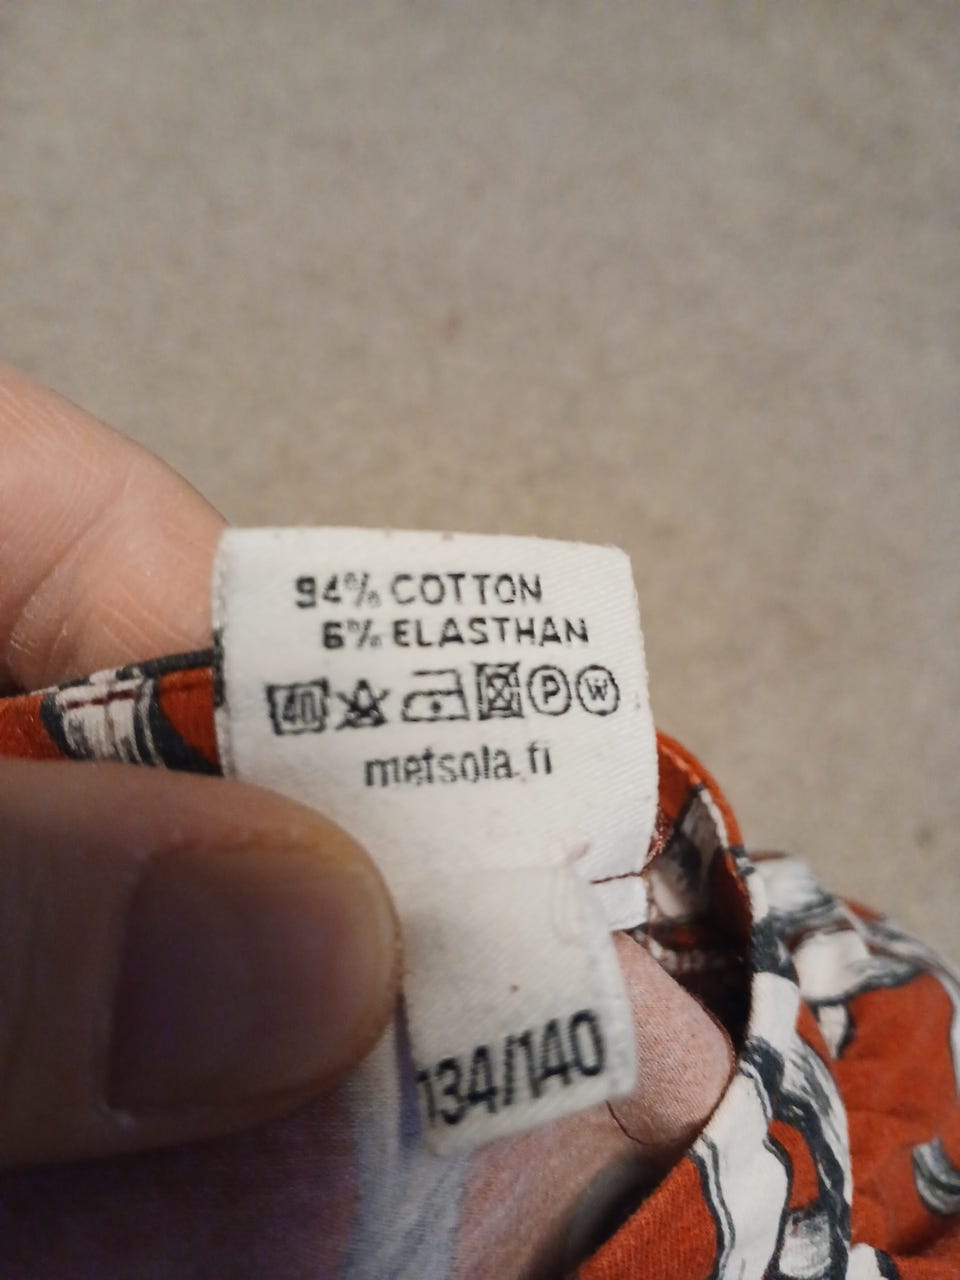 94% COTTON
6% ELASTHAN
40 P W
metsola.fi
134/140